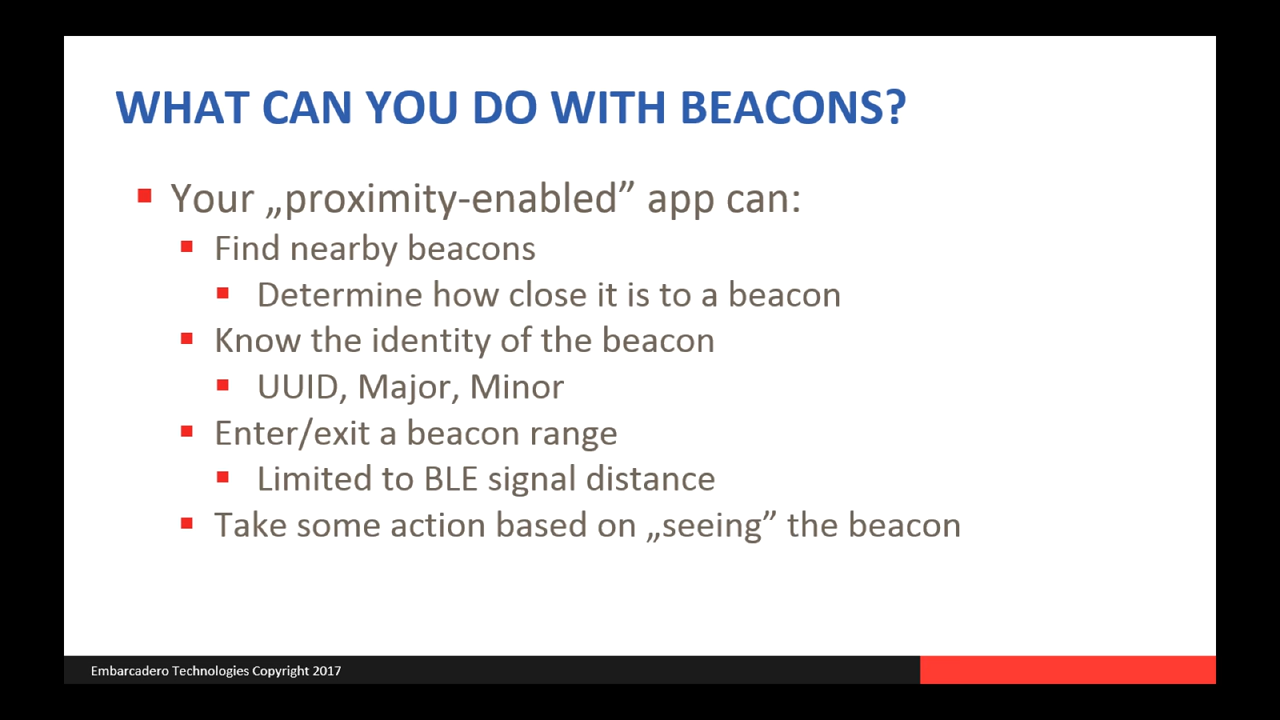 WHAT CAN YOU DO WITH BEACONS?
Your „proximity-enabled” app can:
Find nearby beacons
Determine how close it is to a beacon
Know the identity of the beacon
UUID, Major, Minor
Enter/exit a beacon range
Limited to BLE signal distance
Take some action based on „seeing” the beacon
Embarcadero Technologies Copyright 2017